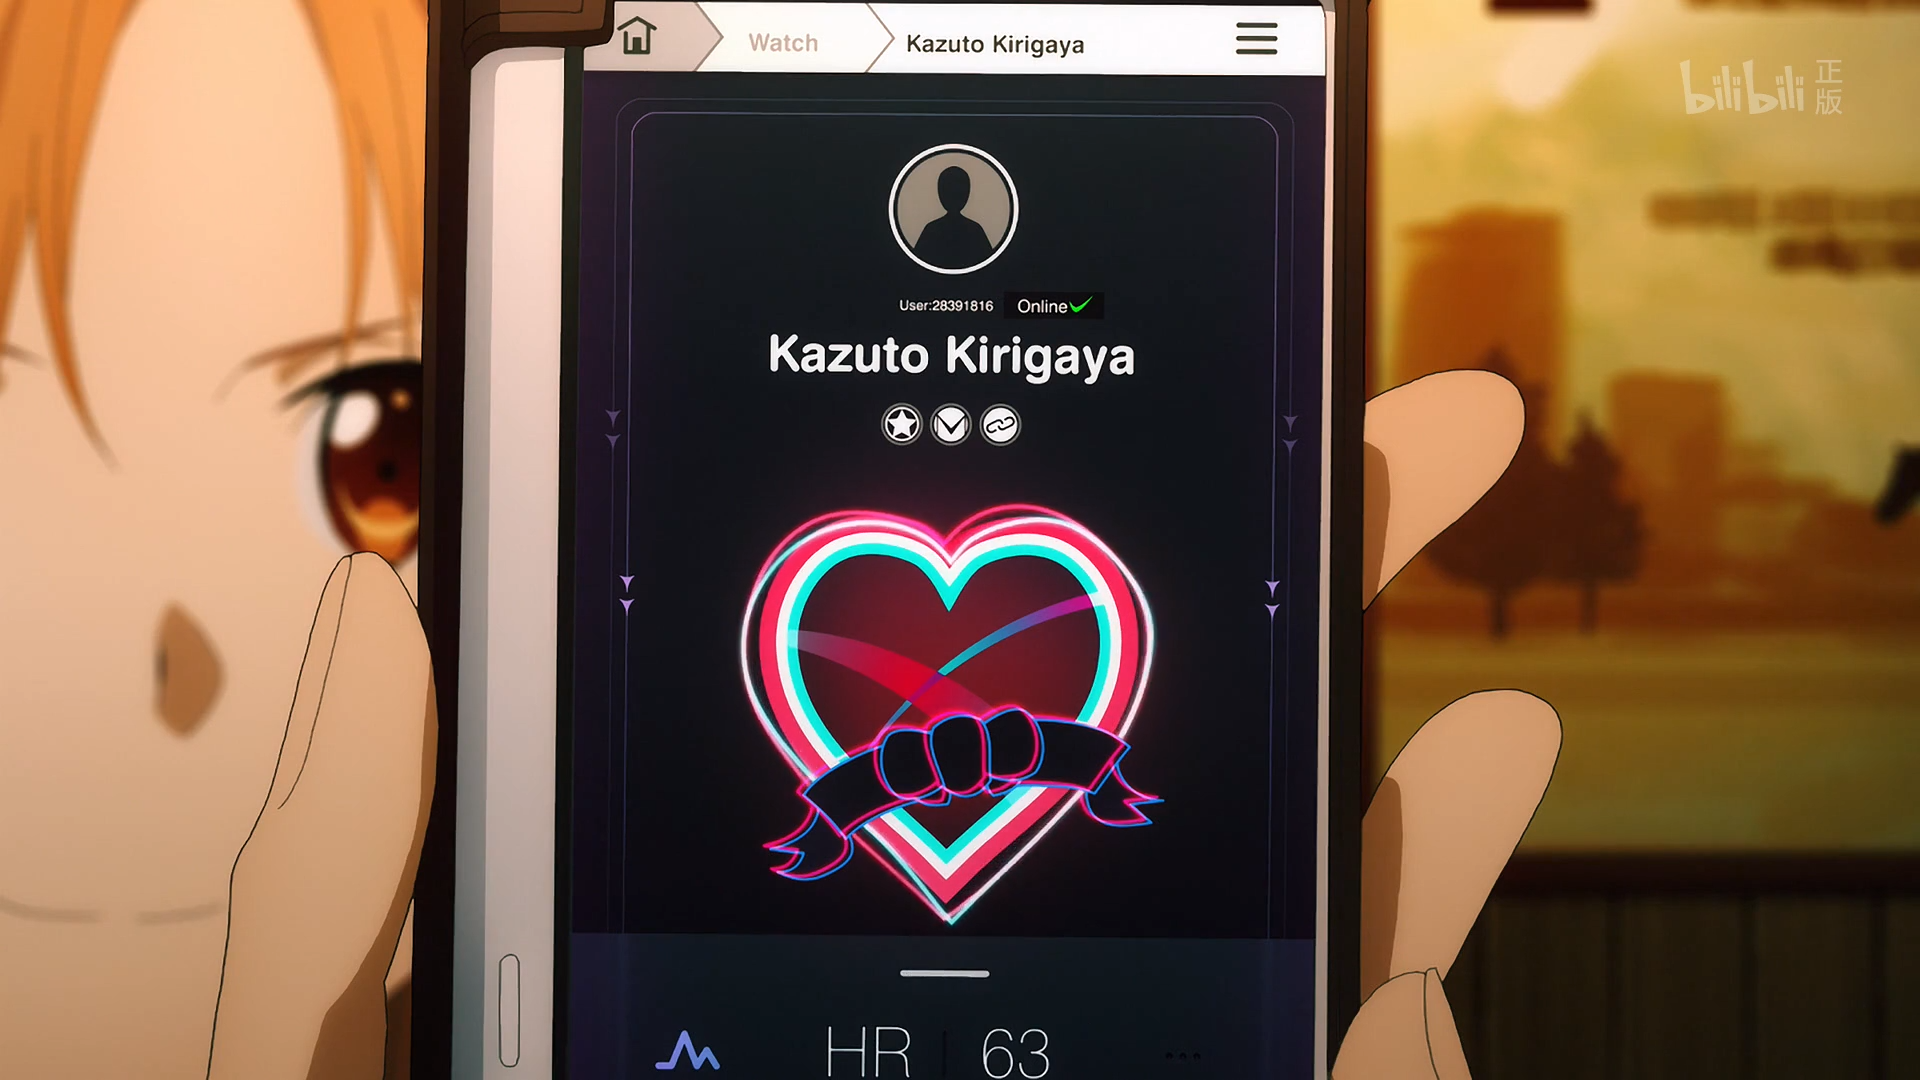 Watch
Kazuto Kirigaya
bilibili 正版
User:28391816
Online
Kazuto Kirigaya
HR 63